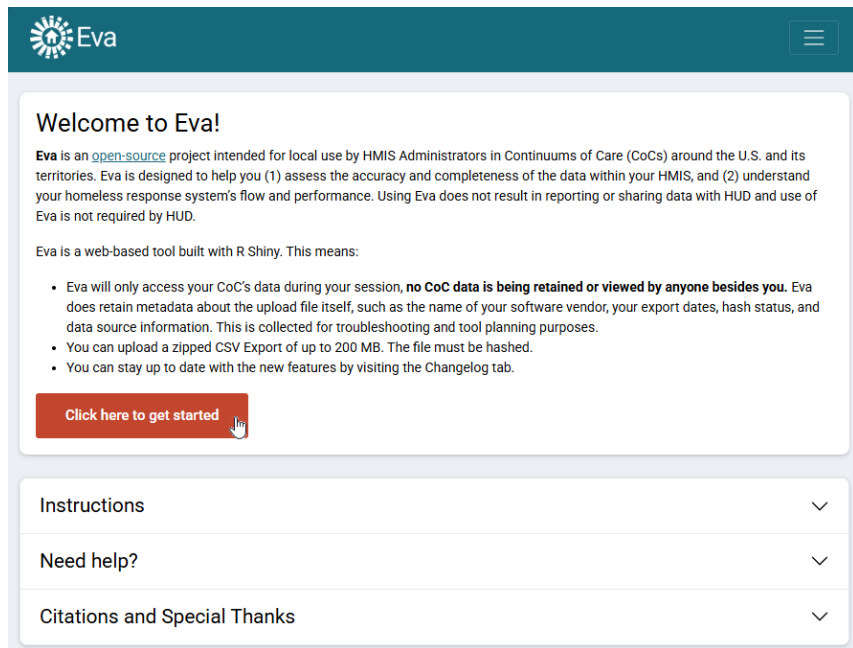 Eva
Welcome to Eva!
Eva is an open-source project intended for local use by HMIS Administrators in Continuums of Care (CoCs) around the U.S. and its
territories. Eva is designed to help you (1) assess the accuracy and completeness of the data within your HMIS, and (2) understand
your homeless response system's flow and performance. Using Eva does not result in reporting or sharing data with HUD and use of
Eva is not required by HUD.
Eva is a web-based tool built with R Shiny. This means:
• Eva will only access your CoC's data during your session, no CoC data is being retained or viewed by anyone besides you. Eva
does retain metadata about the upload file itself, such as the name of your software vendor, your export dates, hash status, and
data source information. This is collected for troubleshooting and tool planning purposes.
• You can upload a zipped CSV Export of up to 200 MB. The file must be hashed.
• You can stay up to date with the new features by visiting the Changelog tab.
Click here to get started
Instructions
Need help?
Citations and Special Thanks